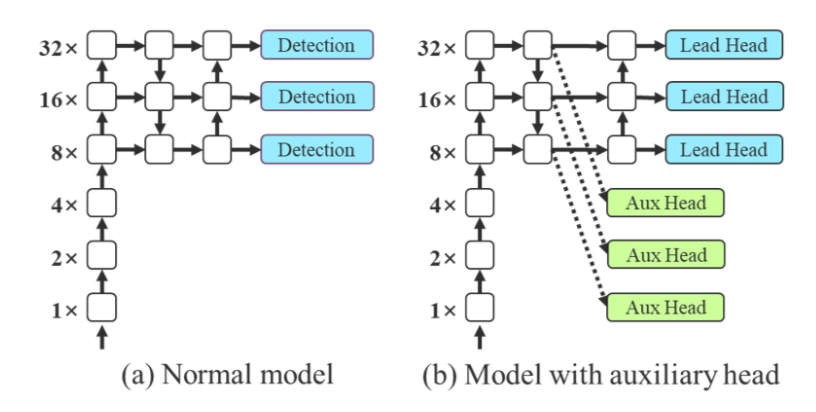 32× Detection
16× Detection
8× Detection
4×
2×
1×
(a) Normal model
32× Lead Head
16× Lead Head
8× Lead Head
4× Aux Head
2× Aux Head
1× Aux Head
(b) Model with auxiliary head